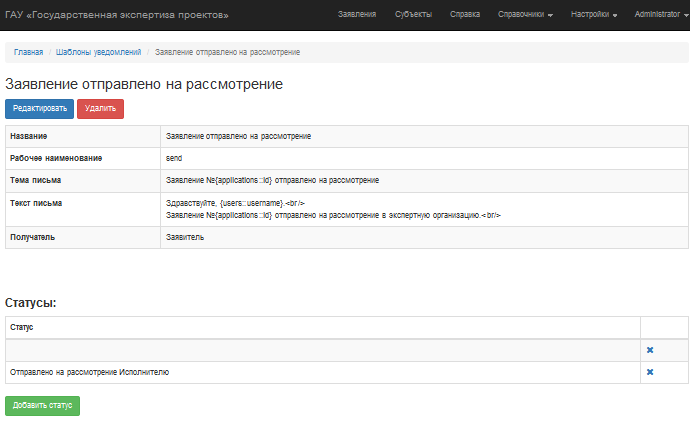 ГАУ «Государственная экспертиза проектов»
Заявления Субъекты Справка Справочники Настройки Administrator
Главная / Шаблоны уведомлений / Заявление отправлено на рассмотрение
Заявление отправлено на рассмотрение
Редактировать Удалить
Название Заявление отправлено на рассмотрение
Рабочее наименование send
Тема письма Заявление №{applications::id} отправлено на рассмотрение
Текст письма Здравствуйте, {users::username}.<br/>
Заявление №{applications::id} отправлено на рассмотрение в экспертную организацию.<br/>
Получатель Заявитель
Статусы:
Статус
Отправлено на рассмотрение Исполнителю
Добавить статус